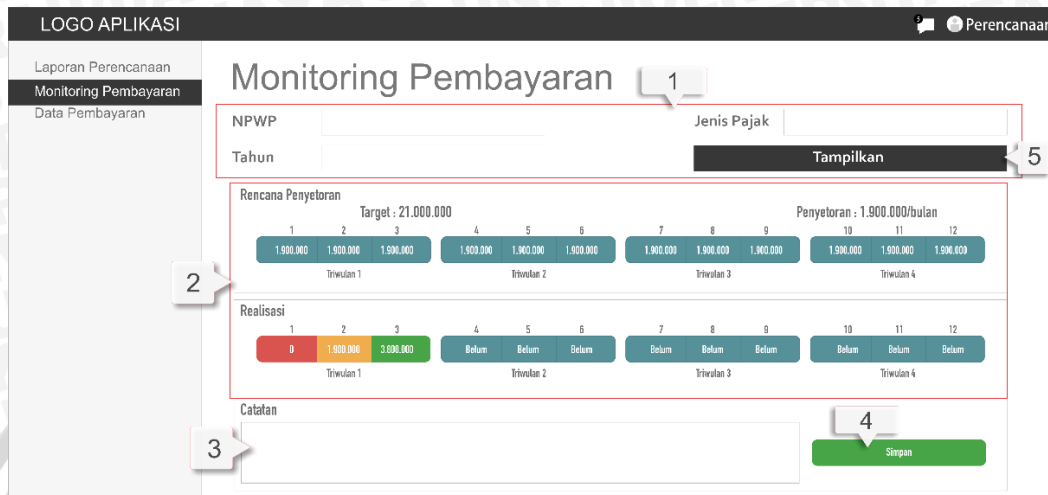 LOGO APLIKASI
5
Perencanaan
Laporan Perencanaan
Monitoring Pembayaran
Data Pembayaran
Monitoring Pembayaran
1
NPWP
Jenis Pajak
Tahun
Tampilkan
5
Rencana Penyetoran
Target : 21.000.000
Penyetoran : 1.900.000/bulan
1 2 3 4 5 6 7 8 9 10 11 12
1.900.000 1.900.000 1.900.000 1.900.000 1.900.000 1.900.000 1.900.000 1.900.000 1.900.000 1.900.000 1.900.000 1.900.000
Triwulan 1 Triwulan 2 Triwulan 3 Triwulan 4
2
Realisasi
1 2 3 4 5 6 7 8 9 10 11 12
0 1.900.000 3.800.000 Belum Belum Belum Belum Belum Belum Belum Belum Belum
Triwulan 1 Triwulan 2 Triwulan 3 Triwulan 4
Catatan
3
4
Simpan